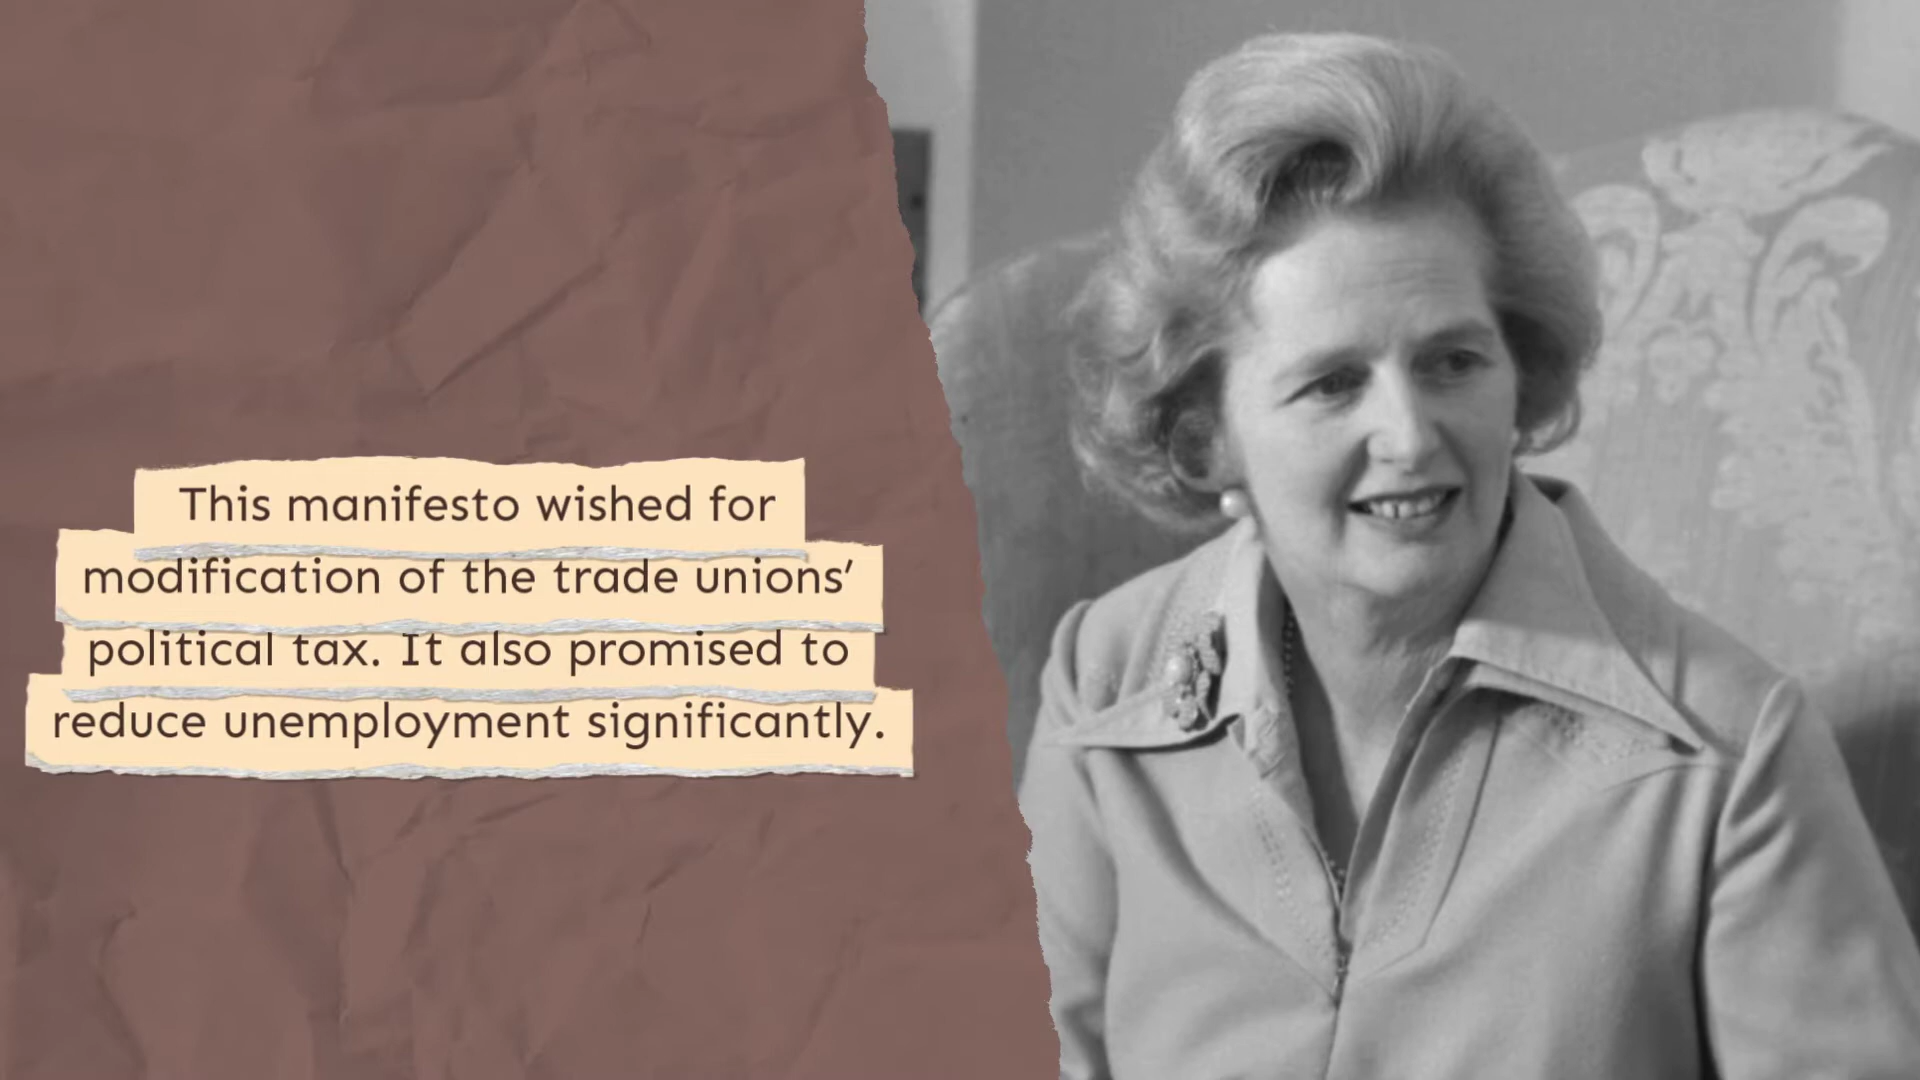 This manifesto wished for
modification of the trade unions’
political tax. It also promised to
reduce unemployment significantly.